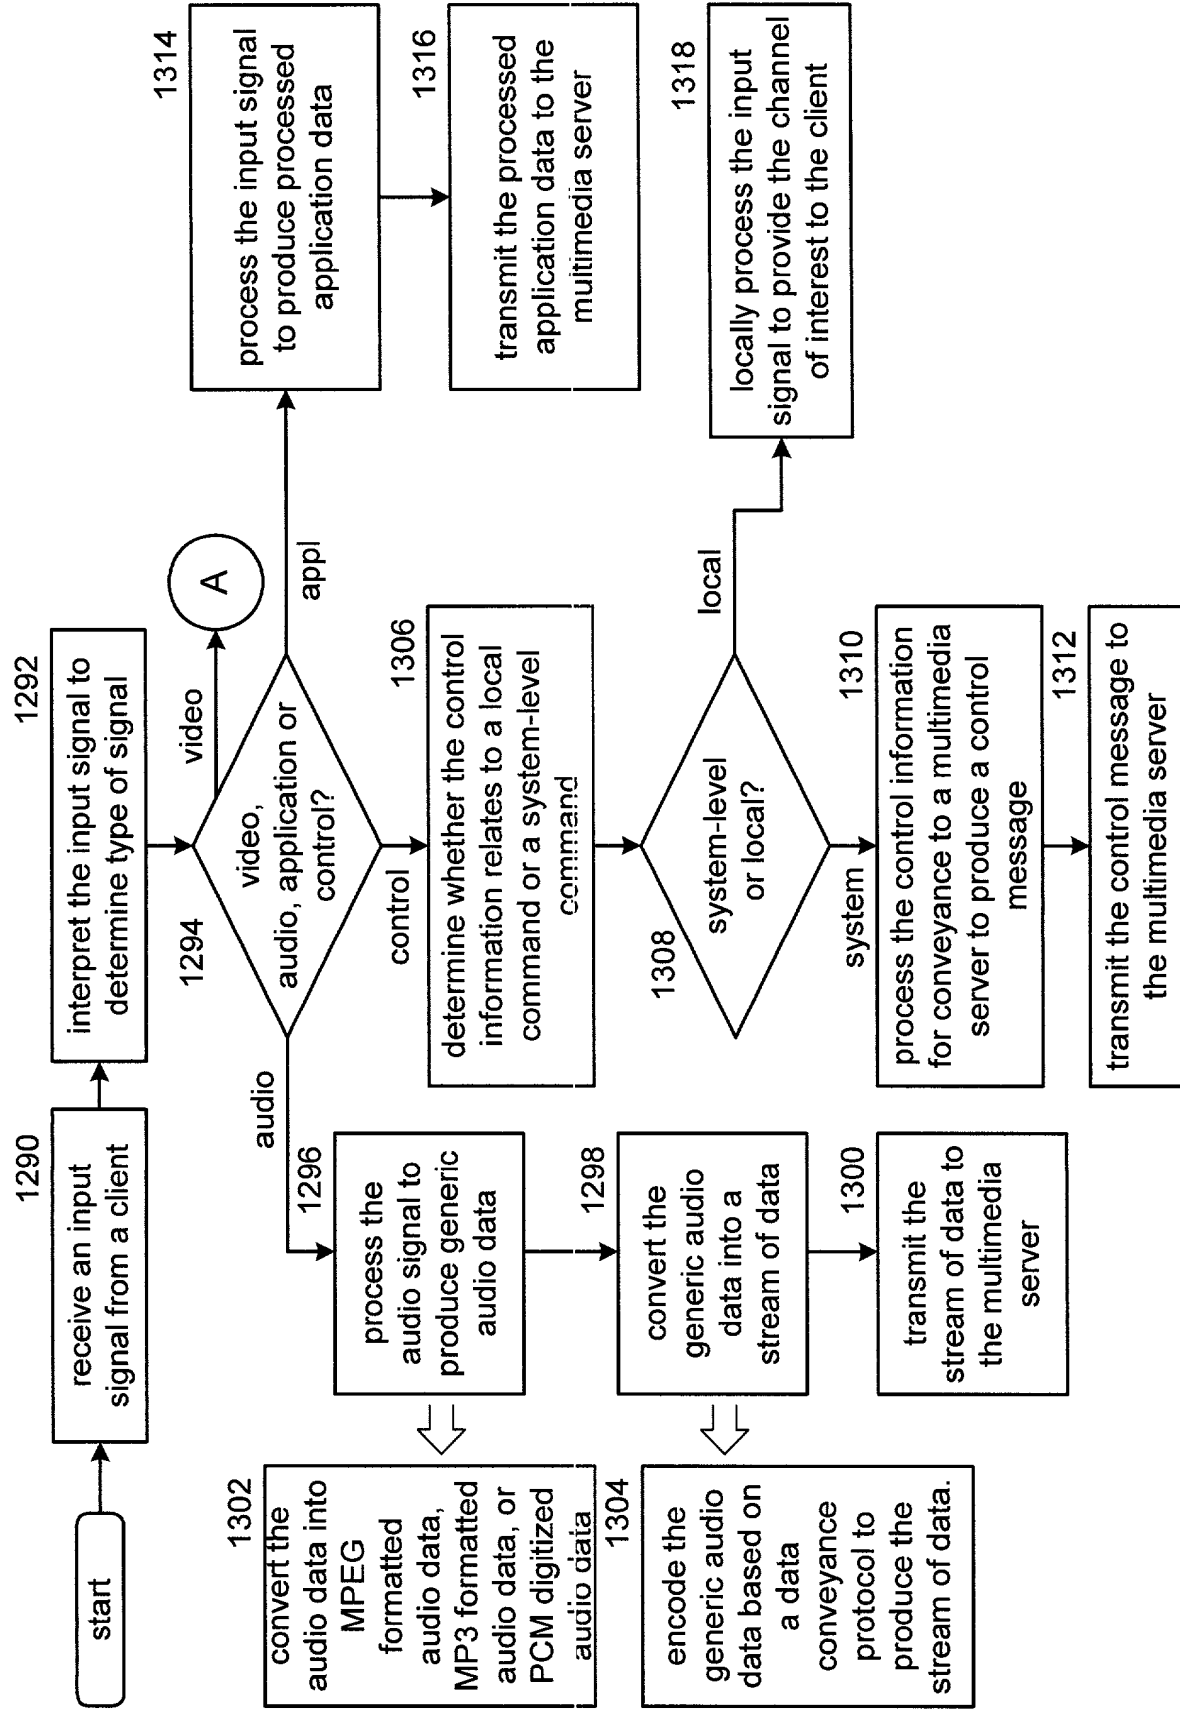 start
1290
receive an input
signal from a client
1292
interpret the input signal to
determine type of signal
1294
video,
audio, application or
control?
video
A
appl
audio
control
1296
process the
audio signal to
produce generic
audio data
1298
convert the
generic audio
data into a
stream of data
1300
transmit the
stream of data to
the multimedia
server
1302
convert the
audio data into
MPEG
formatted
audio data,
MP3 formatted
audio data, or
PCM digitized
audio data
1304
encode the
generic audio
data based on
a data
conveyance
protocol to
produce the
stream of data.
1306
determine whether the control
information relates to a local
command or a system-level
command
1308
system-level
or local?
system
local
1310
process the control information
for conveyance to a multimedia
server to produce a control
message
1312
transmit the control message to
the multimedia server
1314
process the input signal
to produce processed
application data
1316
transmit the processed
application data to the
multimedia server
1318
locally process the input
signal to provide the channel
of interest to the client